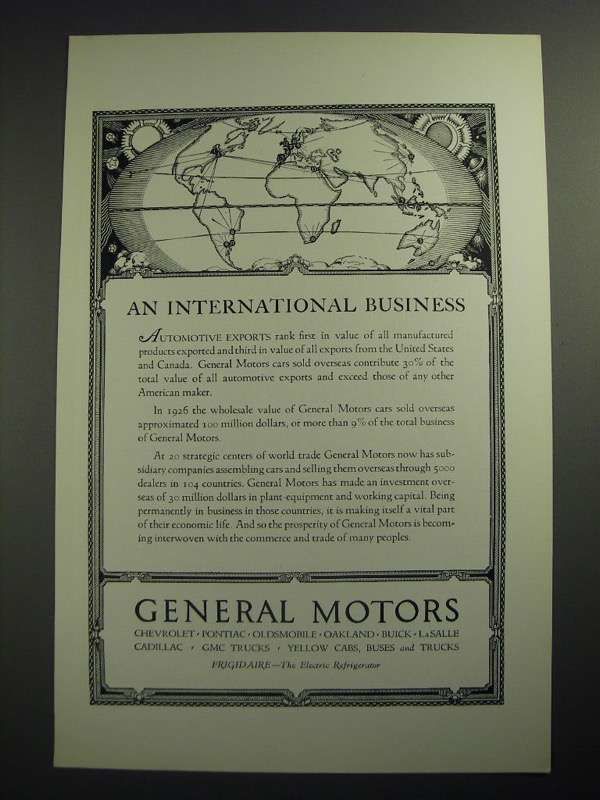 AN INTERNATIONAL BUSINESS
AUTOMOTIVE EXPORTS rank first in value of all manufactured
products exported and third in value of all exports from the United States
and Canada. General Motors cars sold overseas contribute 30% of the
total value of all automotive exports and exceed those of any other
American maker.
In 1926 the wholesale value of General Motors cars sold overseas
approximated 100 million dollars, or more than 9% of the total business
of General Motors.
At 20 strategic centers of world trade General Motors now has sub-
sidiary companies assembling cars and selling them overseas through 5000
dealers in 104 countries. General Motors has made an investment over-
seas of 30 million dollars in plant equipment and working capital. Being
permanently in business in those countries, it is making itself a vital part
of their economic life. And so the prosperity of General Motors is becom-
ing interwoven with the commerce and trade of many peoples.
GENERAL MOTORS
CHEVROLET · PONTIAC · OLDSMOBILE · OAKLAND · BUICK · LaSALLE
CADILLAC · GMC TRUCKS · YELLOW CABS, BUSES and TRUCKS
FRIGIDAIRE—The Electric Refrigerator